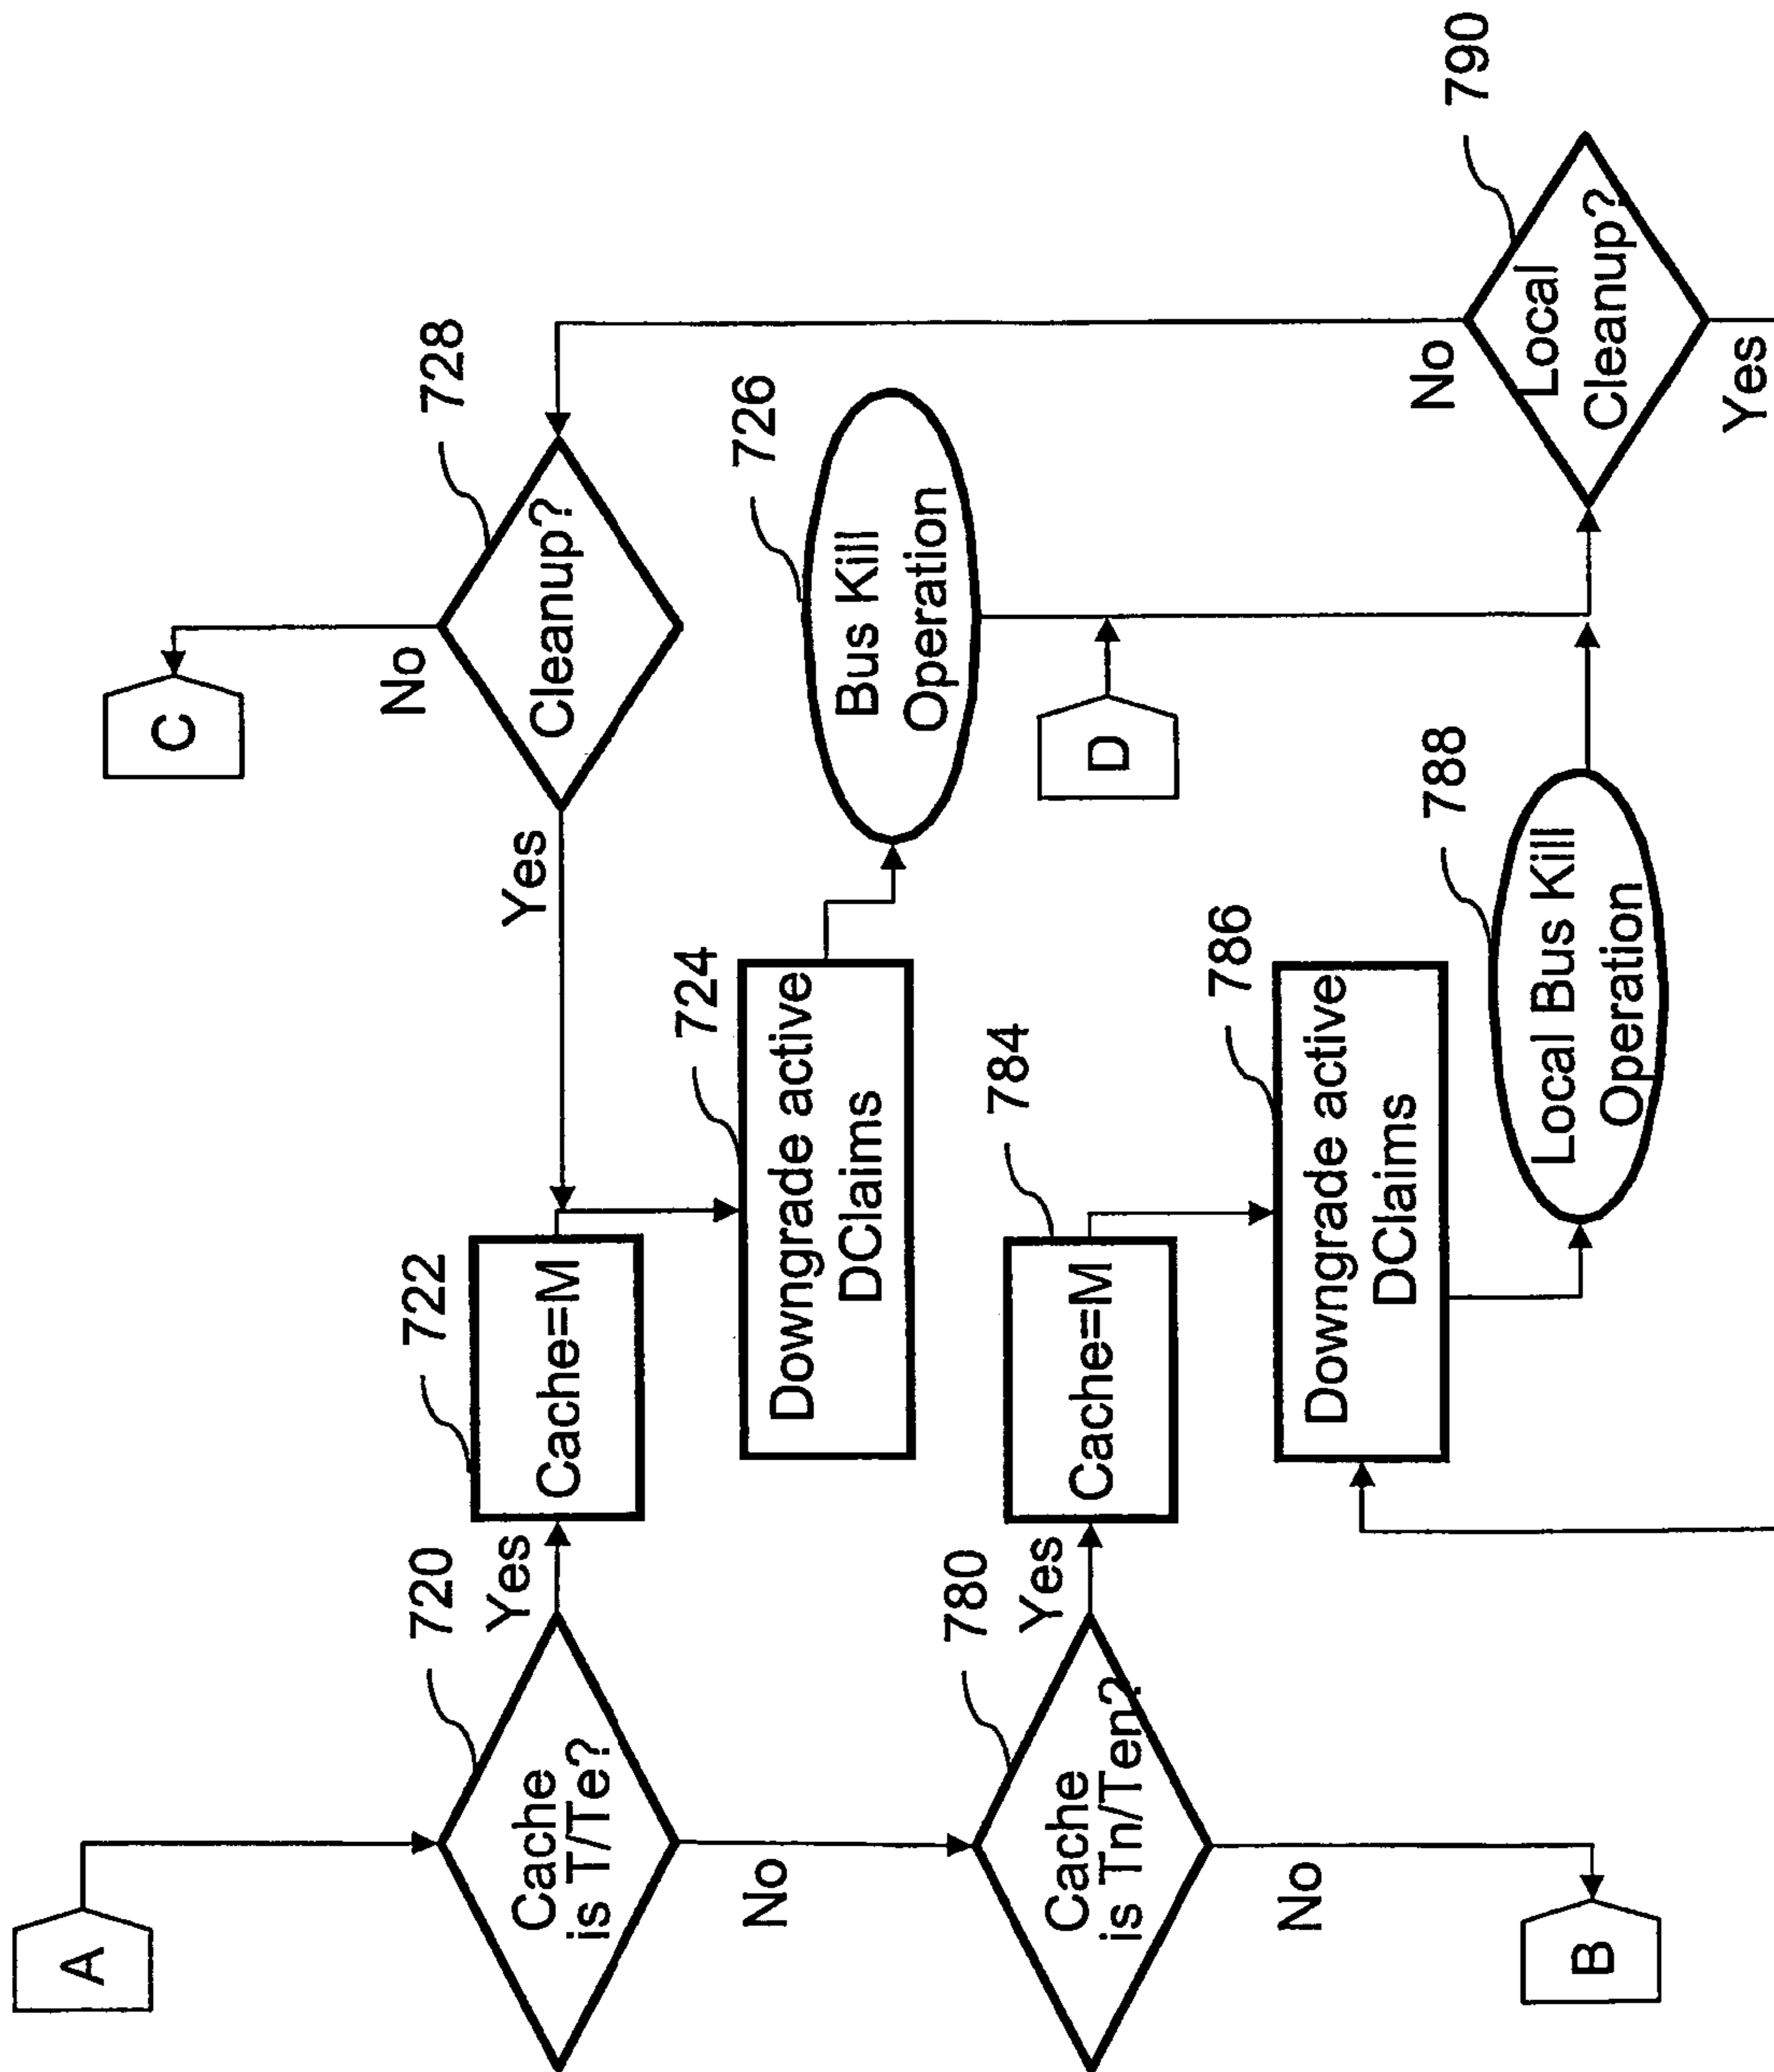 A
720
Cache
is T/Te?
Yes
No
722
Cache=M
724
Downgrade active
DClaims
726
Bus Kill
Operation
728
Cleanup?
Yes
No
C
D
780
Cache
is Tn/Ten?
Yes
No
B
784
Cache=M
786
Downgrade active
DClaims
788
Local Bus Kill
Operation
790
Local
Cleanup?
No
Yes